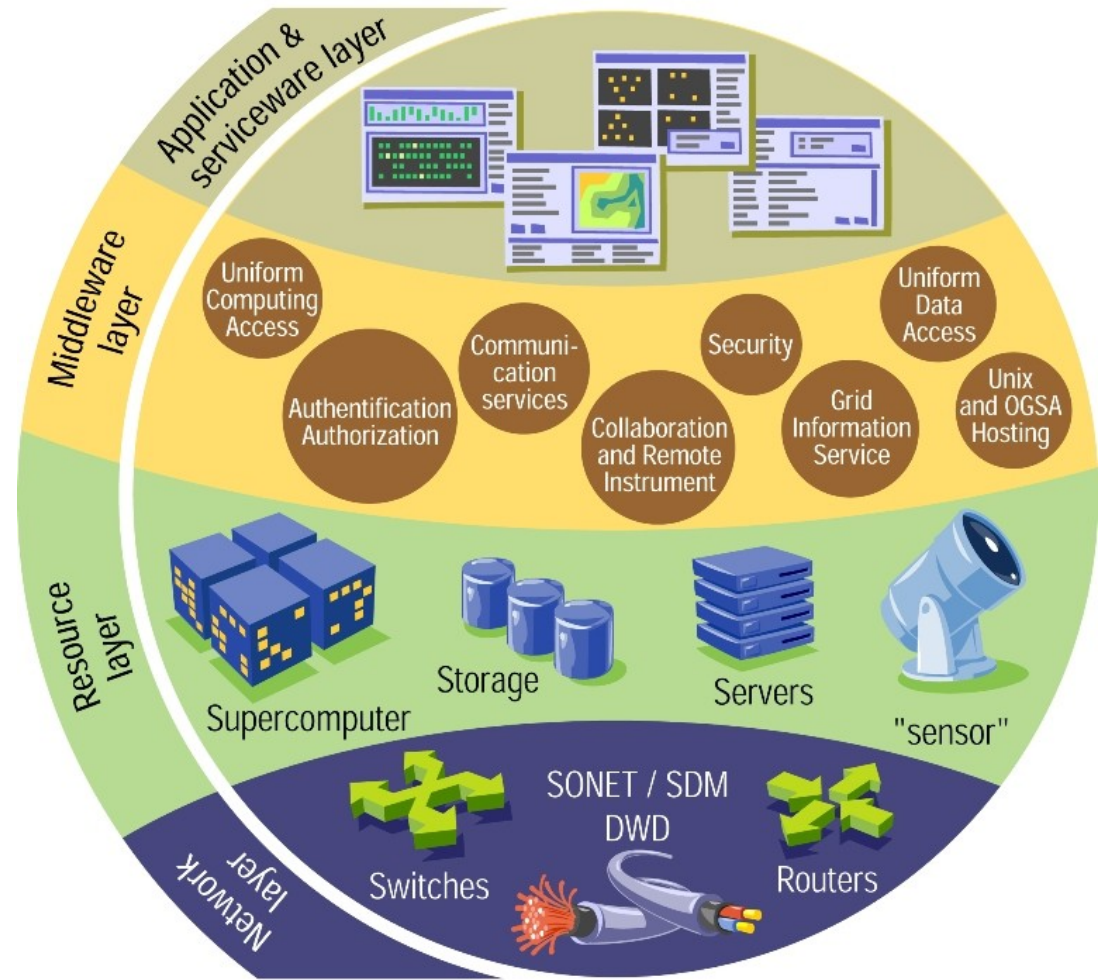 Application &
serviceware layer
Middleware
layer
Uniform
Computing
Access
Authentification
Authorization
Communi-
cation
services
Collaboration
and Remote
Instrument
Security
Grid
Information
Service
Uniform
Data
Access
Unix
and OGSA
Hosting
Resource
layer
Supercomputer
Storage
Servers
"sensor"
Network
layer
Switches
SONET / SDM
DWD
Routers